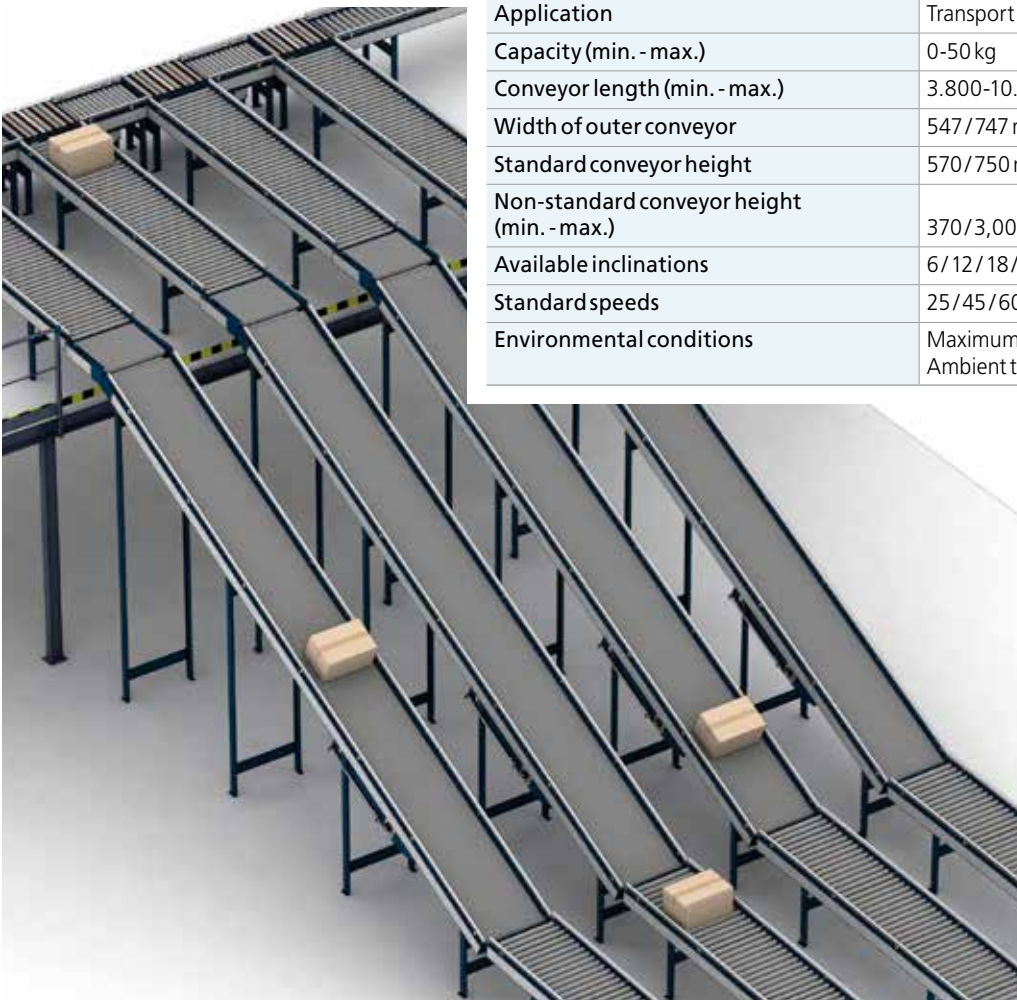 Application Transport
Capacity (min. - max.) 0-50 kg
Conveyor length (min. - max.) 3.800-10.
Width of outer conveyor 547/747
Standard conveyor height 570/750
Non-standard conveyor height
(min. - max.) 370/3,00
Available inclinations 6/12/18/
Standard speeds 25/45/60
Environmental conditions Maximum
Ambient